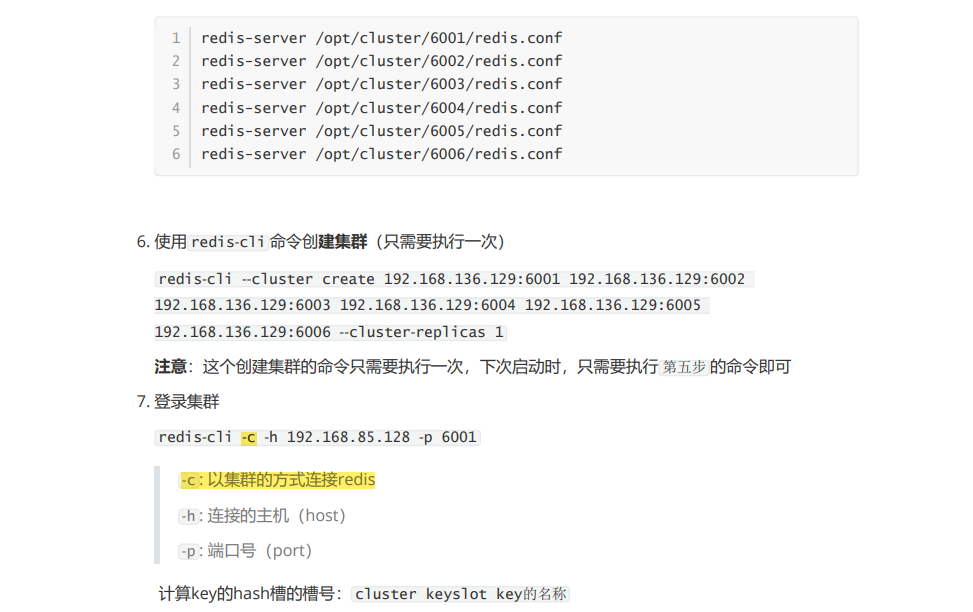 1 redis-server /opt/cluster/6001/redis.conf
2 redis-server /opt/cluster/6002/redis.conf
3 redis-server /opt/cluster/6003/redis.conf
4 redis-server /opt/cluster/6004/redis.conf
5 redis-server /opt/cluster/6005/redis.conf
6 redis-server /opt/cluster/6006/redis.conf
6. 使用 redis-cli 命令创建集群（只需要执行一次）
redis-cli --cluster create 192.168.136.129:6001 192.168.136.129:6002
192.168.136.129:6003 192.168.136.129:6004 192.168.136.129:6005
192.168.136.129:6006 --cluster-replicas 1
注意：这个创建集群的命令只需要执行一次，下次启动时，只需要执行 第五步 的命令即可
7. 登录集群
redis-cli -c -h 192.168.85.128 -p 6001
-c : 以集群的方式连接redis
-h : 连接的主机（host）
-p : 端口号（port）
计算key的hash槽的槽号： cluster keyslot key的名称